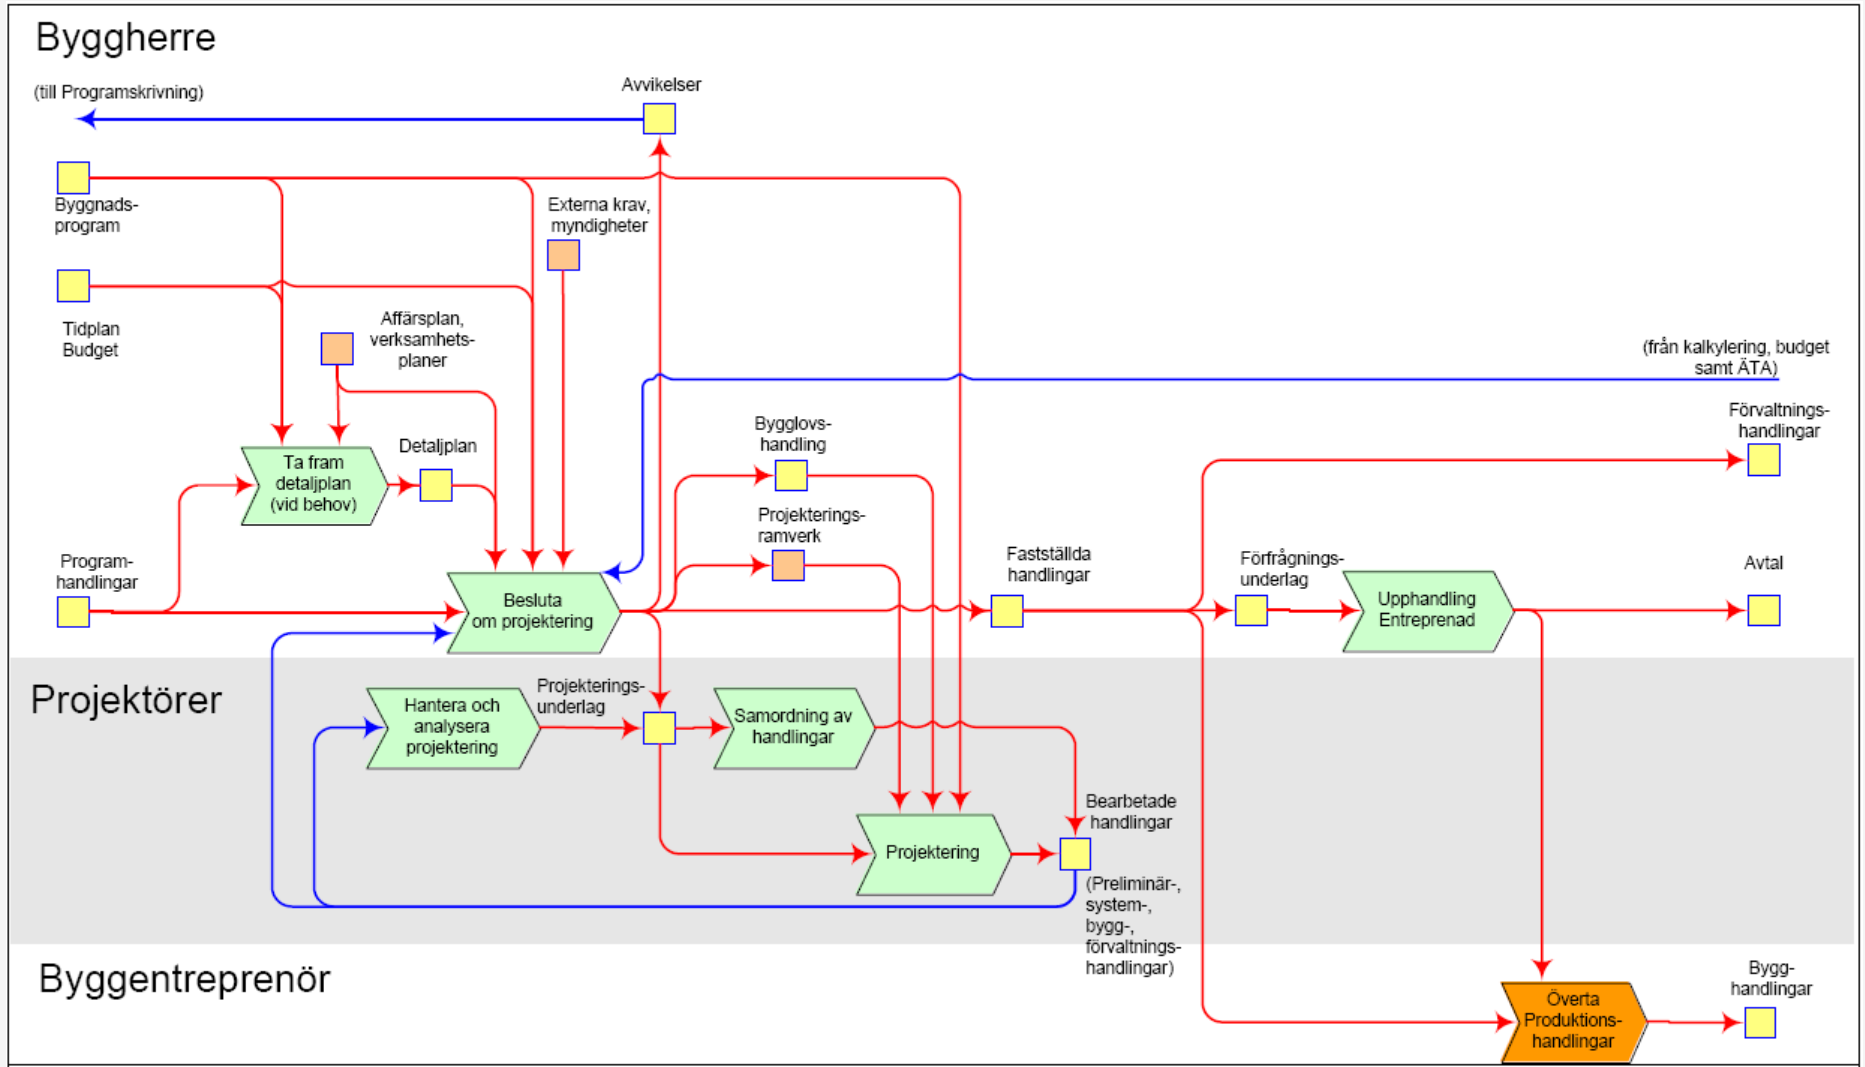 Byggherre
(till Programskrivning)
Avvikelser
Byggnads-
program
Externa krav,
myndigheter
Tidplan
Budget
Affärsplan,
verksamhets-
planer
(från kalkylering, budget
samt ÄTA)
Förvaltnings-
handlingar
Bygglovs-
handling
Detaljplan
Ta fram
detaljplan
(vid behov)
Projekterings-
ramverk
Program-
handlingar
Fastställda
handlingar
Förfrågnings-
underlag
Avtal
Besluta
om projektering
Upphandling
Entreprenad
Projektörer
Hantera och
analysera
projektering
Projekterings-
underlag
Samordning av
handlingar
Bearbetade
handlingar
Projektering
(Preliminär-,
system-,
bygg-,
förvaltnings-
handlingar)
Byggentreprenör
Överta
Produktions-
handlingar
Bygg-
handlingar